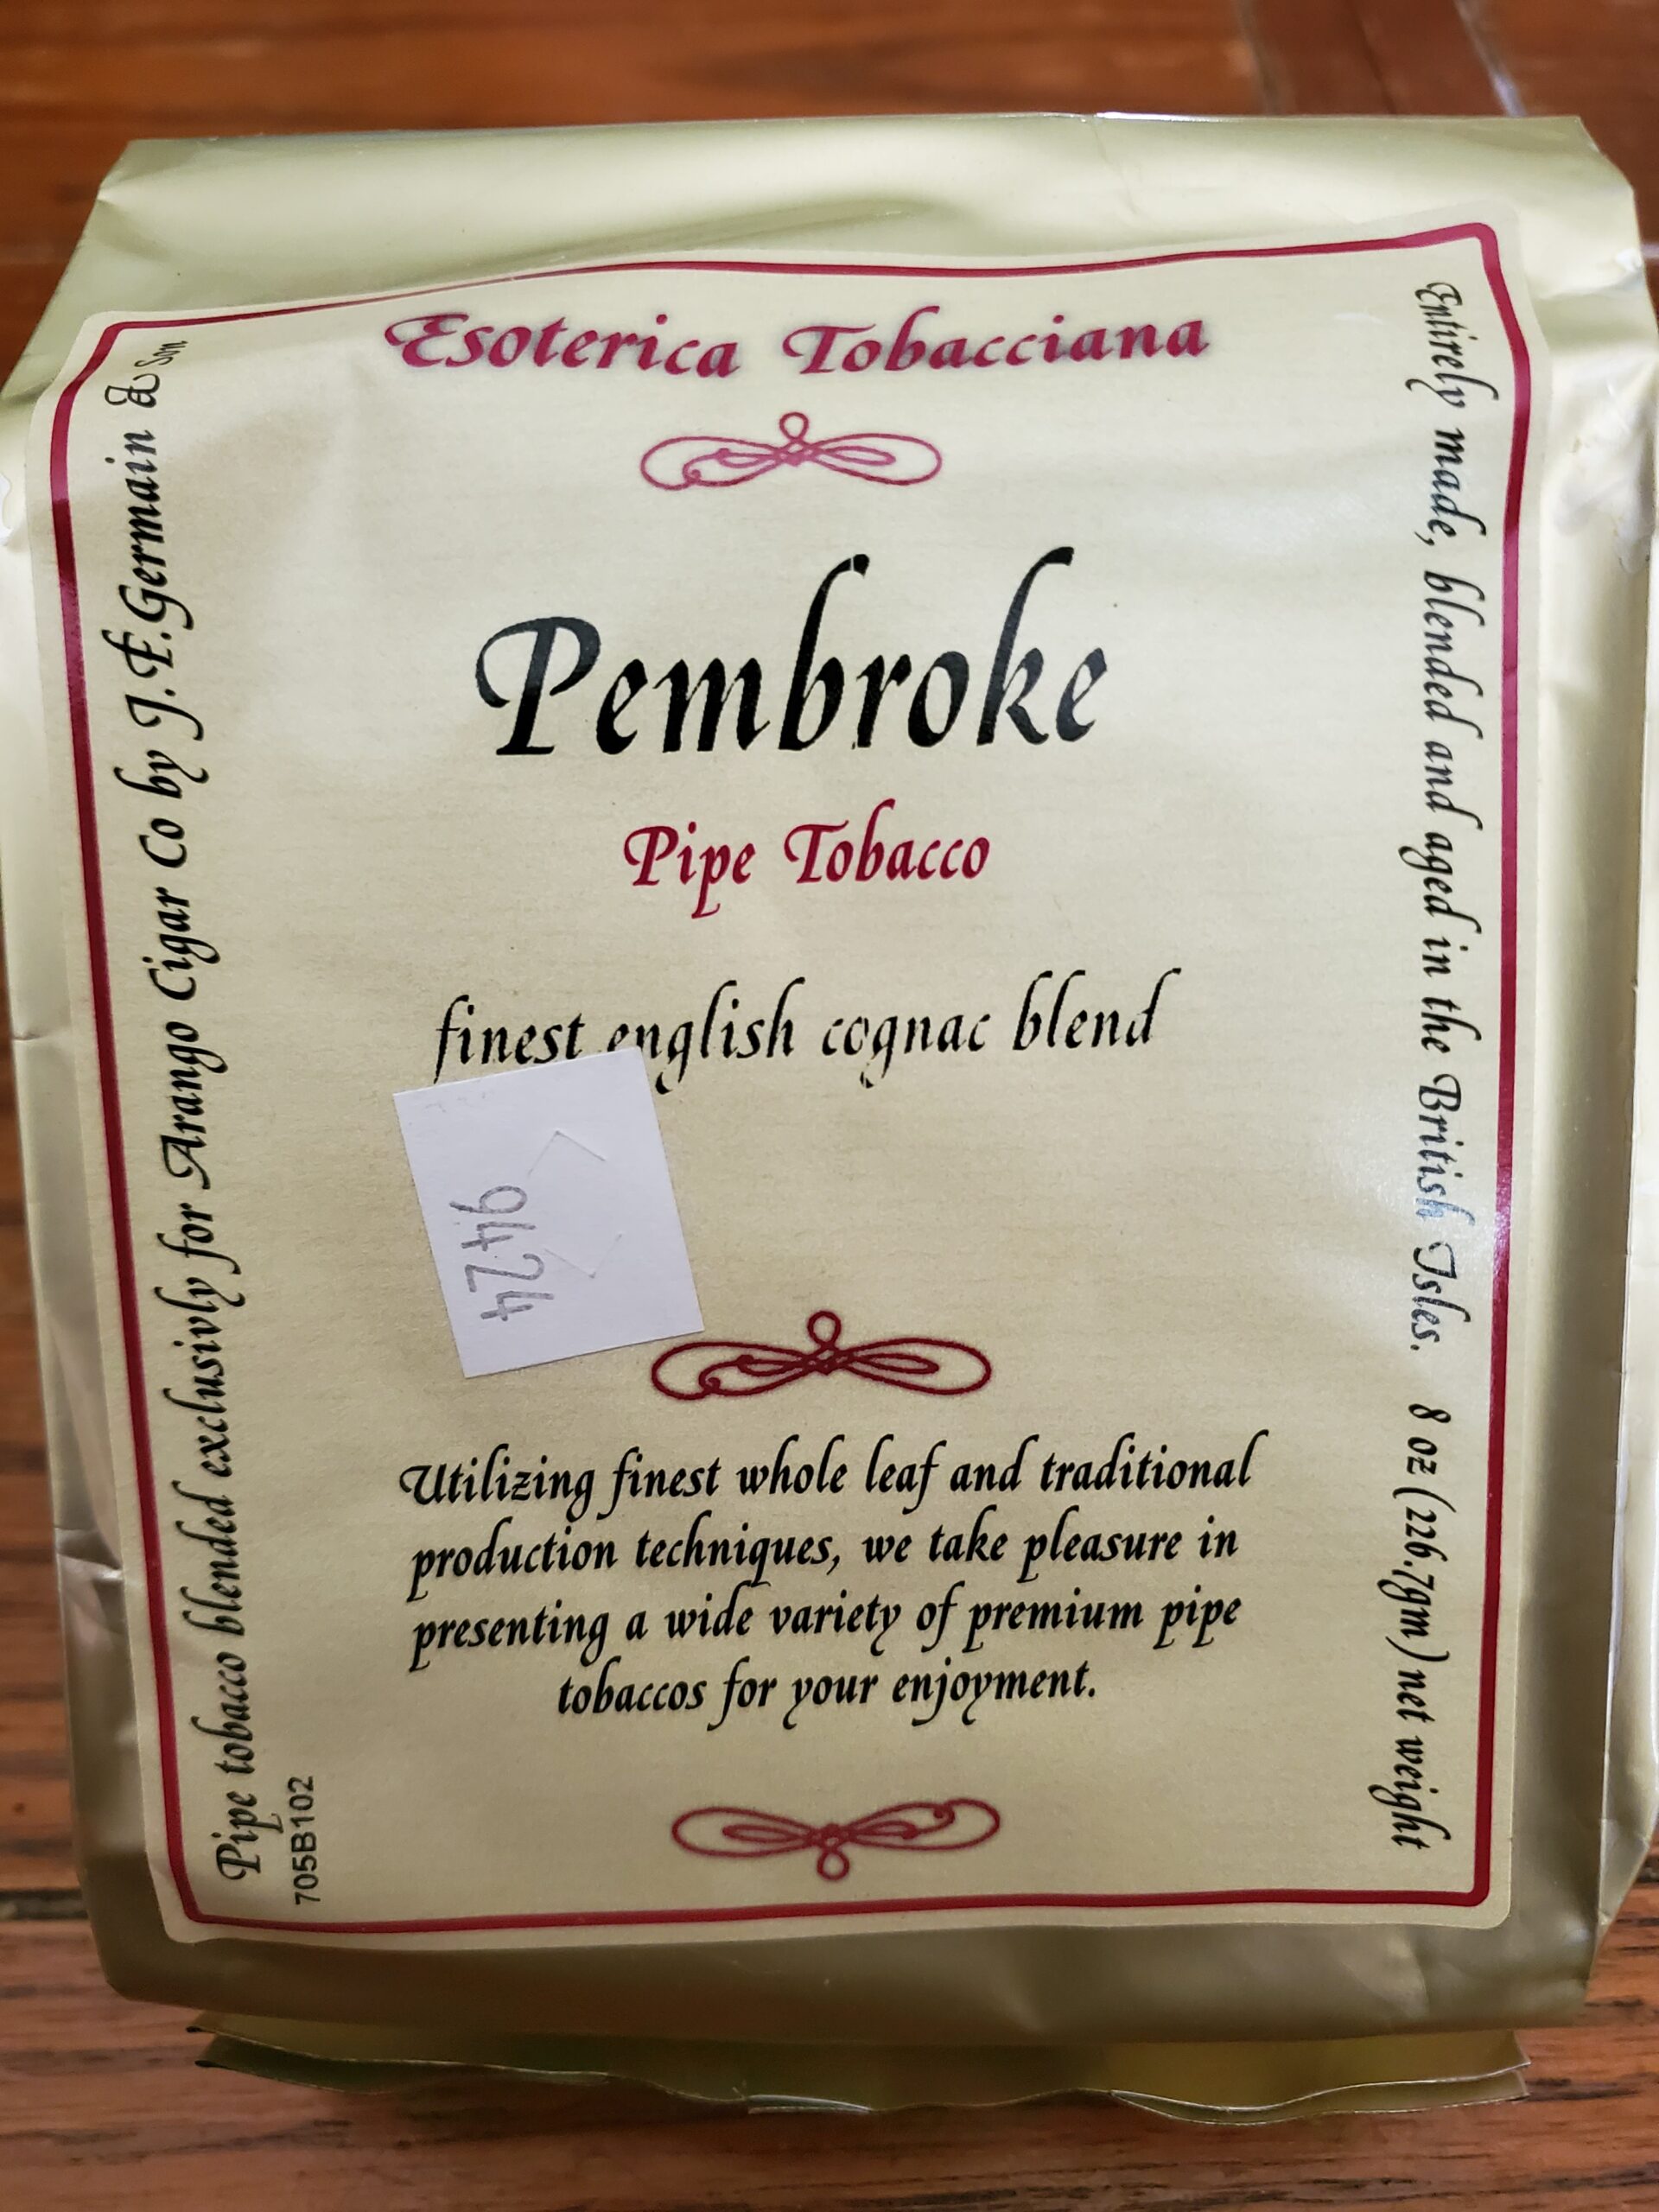 Esoterica Tobacciana
Pembroke
Pipe Tobacco
finest english cognac blend
9424
Utilizing finest whole leaf and traditional
production techniques, we take pleasure in
presenting a wide variety of premium pipe
tobaccos for your enjoyment.
Pipe tobacco blended exclusivly for Arango Cigar Co by J.F.Germain & Son
705B102
Entirely made, blended and aged in the British Isles. 8 oz (226.7gm) net weight